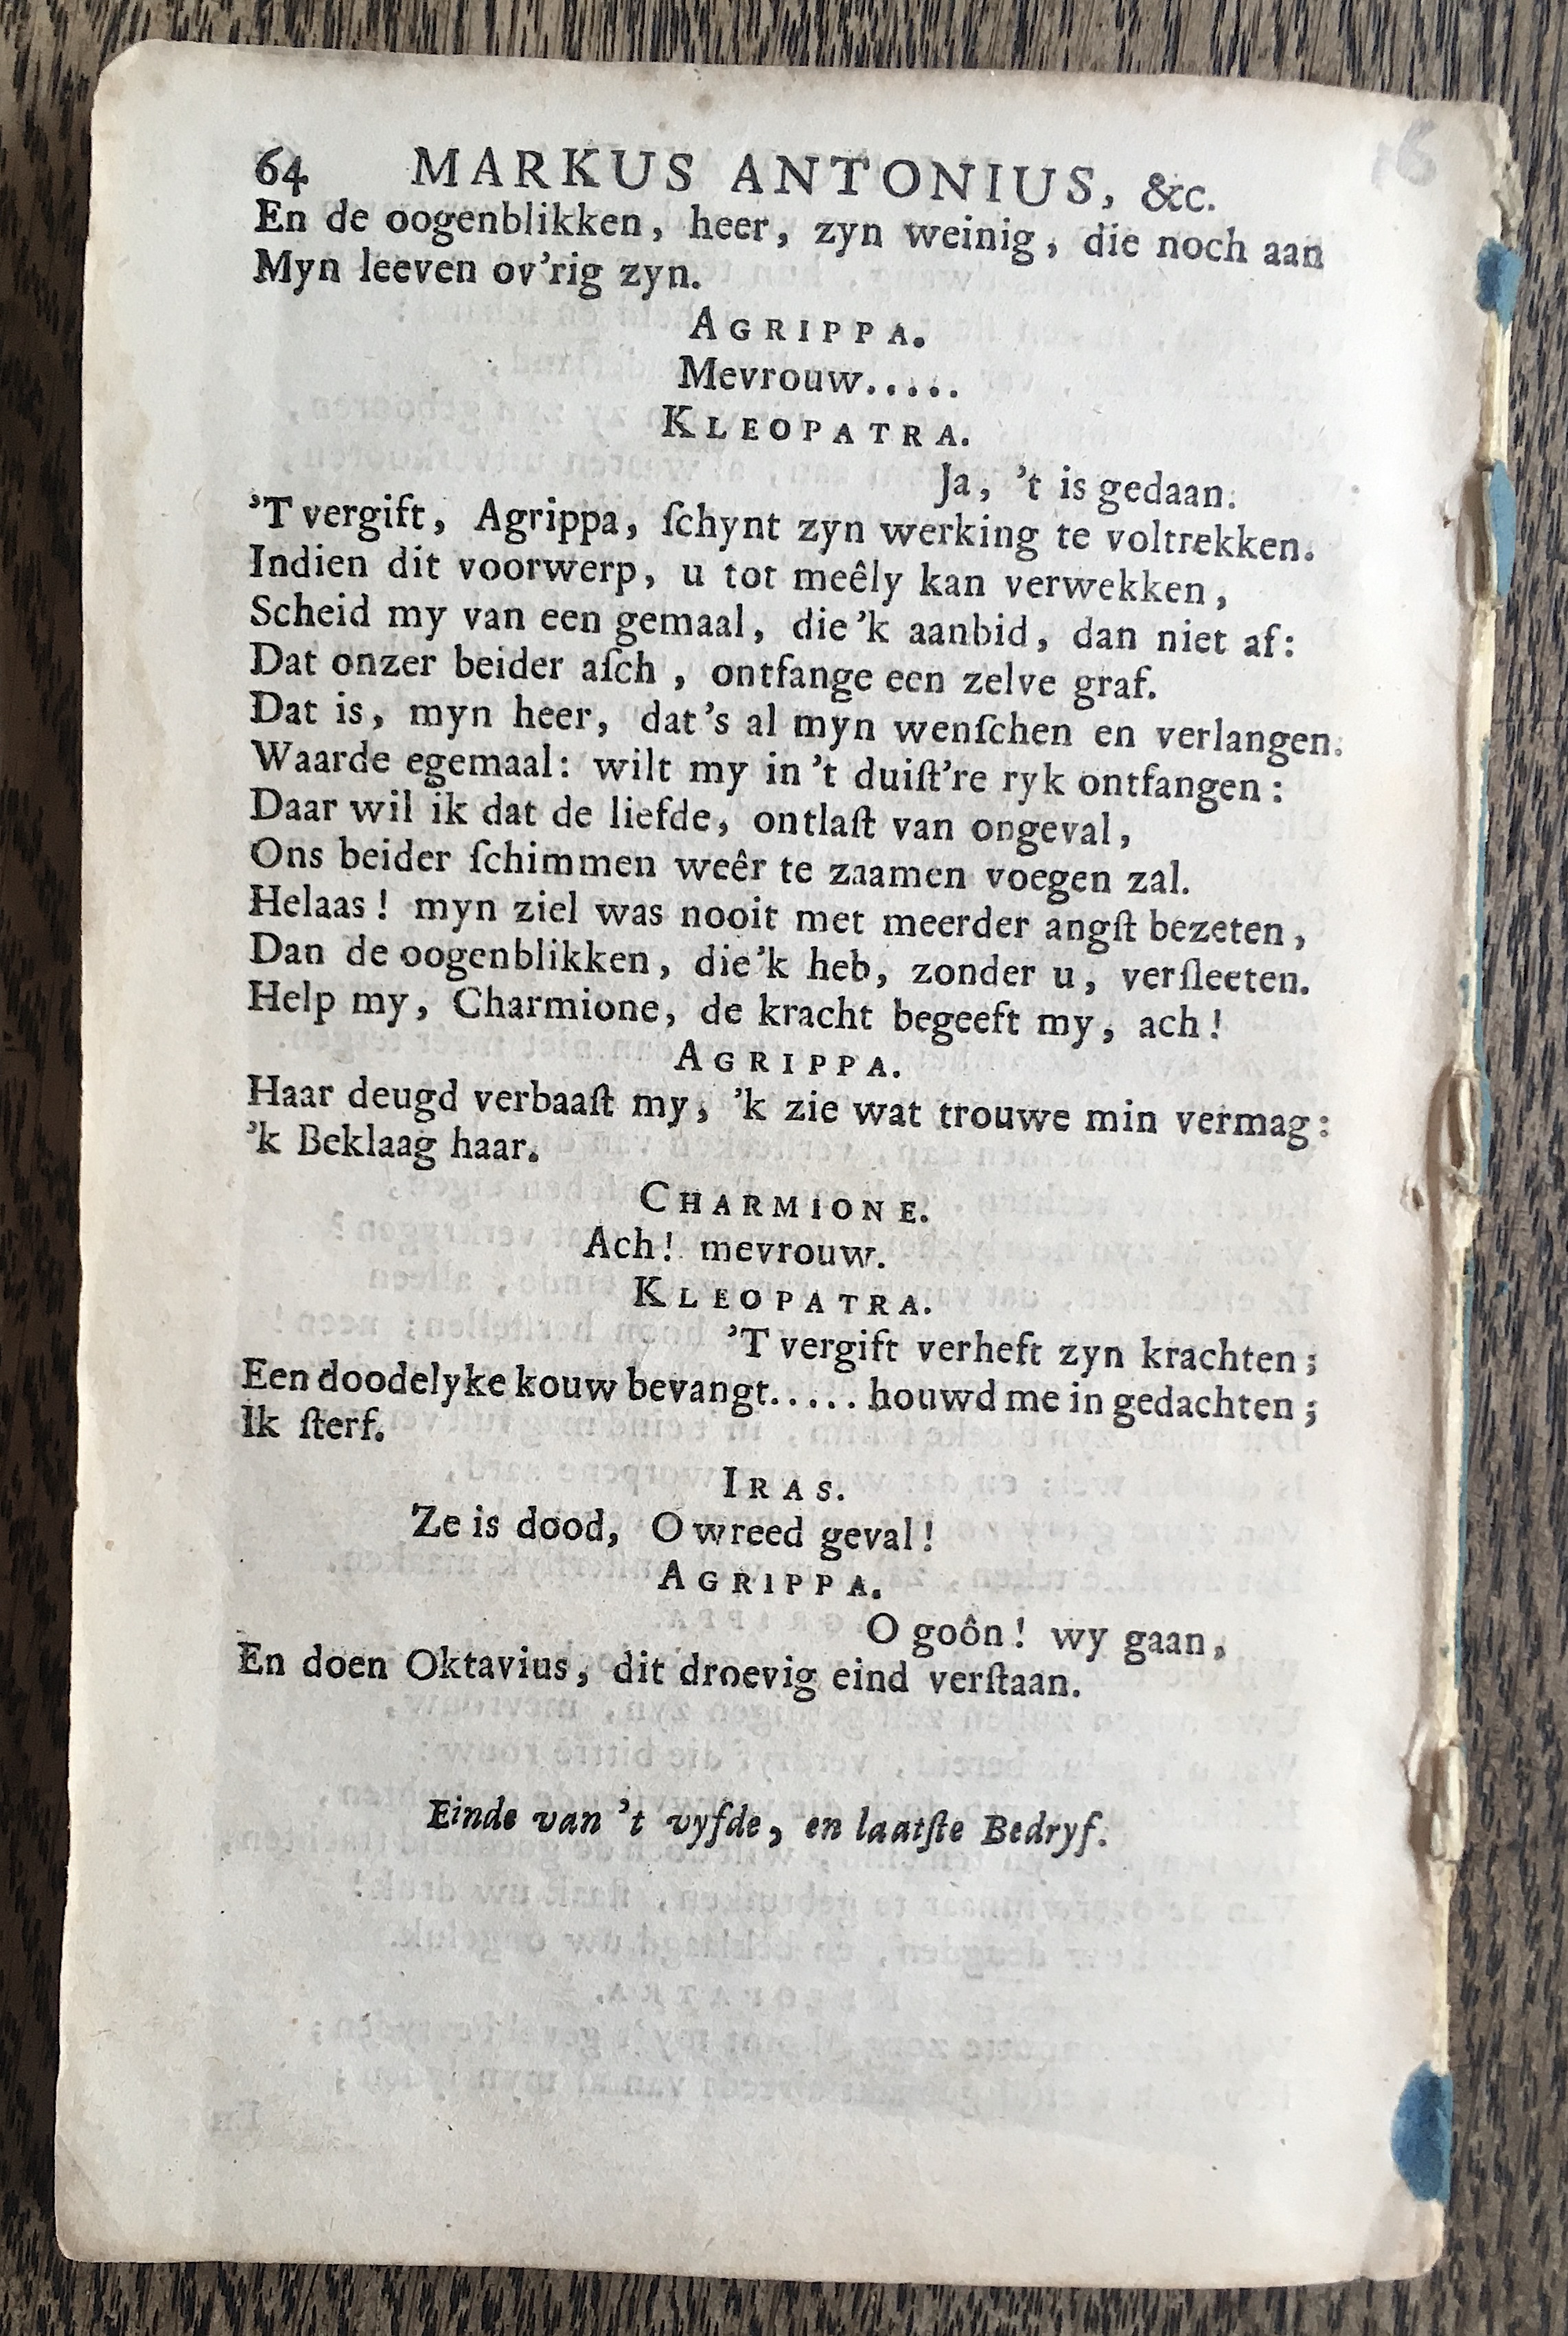 64 MARKUS ANTONIUS, &c.
En de oogenblikken, heer, zyn weinig, die noch aan
Myn leeven ov'rig zyn.
AGRIPPA.
Mevrouw.....
KLEOPATRA.
Ja, 't is gedaan.
'T vergift, Agrippa, ſchynt zyn werking te voltrekken.
Indien dit voorwerp, u tot meêly kan verwekken,
Scheid my van een gemaal, die'k aanbid, dan niet af:
Dat onzer beider aſch, ontfange een zelve graf.
Dat is, myn heer, dat's al myn wenſchen en verlangen.
Waarde egemaal: wilt my in't duiſt're ryk ontfangen:
Daar wil ik dat de liefde, ontlaſt van ongeval,
Ons beider ſchimmen weêr te zaamen voegen zal.
Helaas! myn ziel was nooit met meerder angſt bezeten,
Dan de oogenblikken, die'k heb, zonder u, verſleeten.
Help my, Charmione, de kracht begeeft my, ach!
AGRIPPA.
Haar deugd verbaaſt my, 'k zie wat trouwe min vermag:
'k Beklaag haar.
CHARMIONE.
Ach! mevrouw.
KLEOPATRA.
'T vergift verheft zyn krachten;
Een doodelyke kouw bevangt..... houwd me in gedachten;
Ik ſterf.
IRAS.
Ze is dood, O wreed geval!
AGRIPPA.
O goôn! wy gaan,
En doen Oktavius, dit droevig eind verſtaan.
Einde van 't vyfde, en laatſte Bedryf.